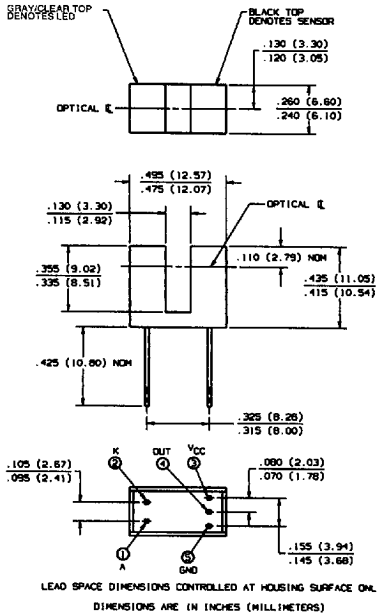 GRAY/CLEAR TOP
DENOTES LED
BLACK TOP
DENOTES SENSOR
.130 (3.30)
.120 (3.05)
OPTICAL ℄
.260 (6.60)
.240 (6.10)
.495 (12.57)
.475 (12.07)
.130 (3.30)
.115 (2.92)
OPTICAL ℄
.110 (2.79) NOM
.355 (9.02)
.335 (8.51)
.435 (11.05)
.415 (10.54)
.425 (10.80) NOM
.325 (8.26)
.315 (8.00)
K OUT VCC
2 4 3
.105 (2.67)
.095 (2.41)
.080 (2.03)
.070 (1.78)
1 5
A GND
.155 (3.94)
.145 (3.68)
LEAD SPACE DIMENSIONS CONTROLLED AT HOUSING SURFACE ONL
DIMENSIONS ARE IN INCHES (MILLIMETERS)